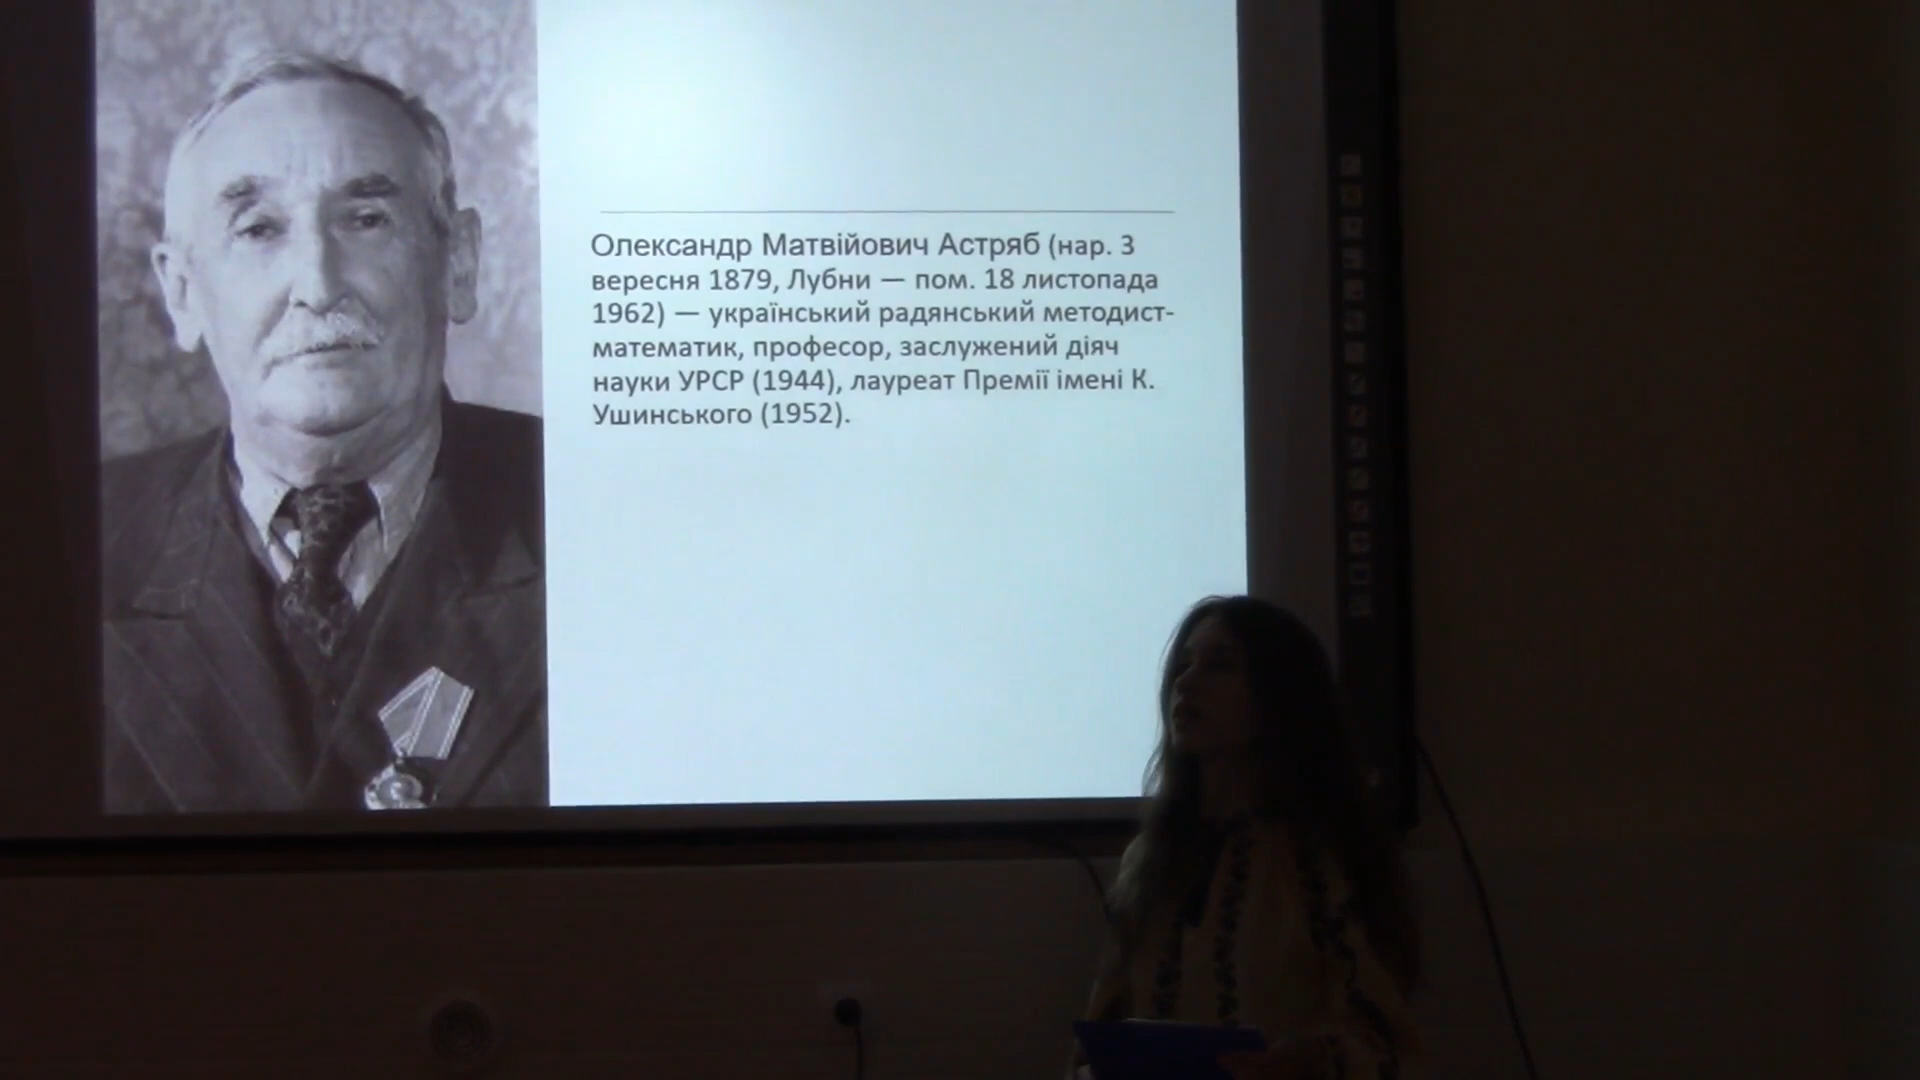 Олександр Матвійович Астряб (нар. 3
вересня 1879, Лубни — пом. 18 листопада
1962) — український радянський методист-
математик, професор, заслужений діяч
науки УРСР (1944), лауреат Премії імені К.
Ушинського (1952).